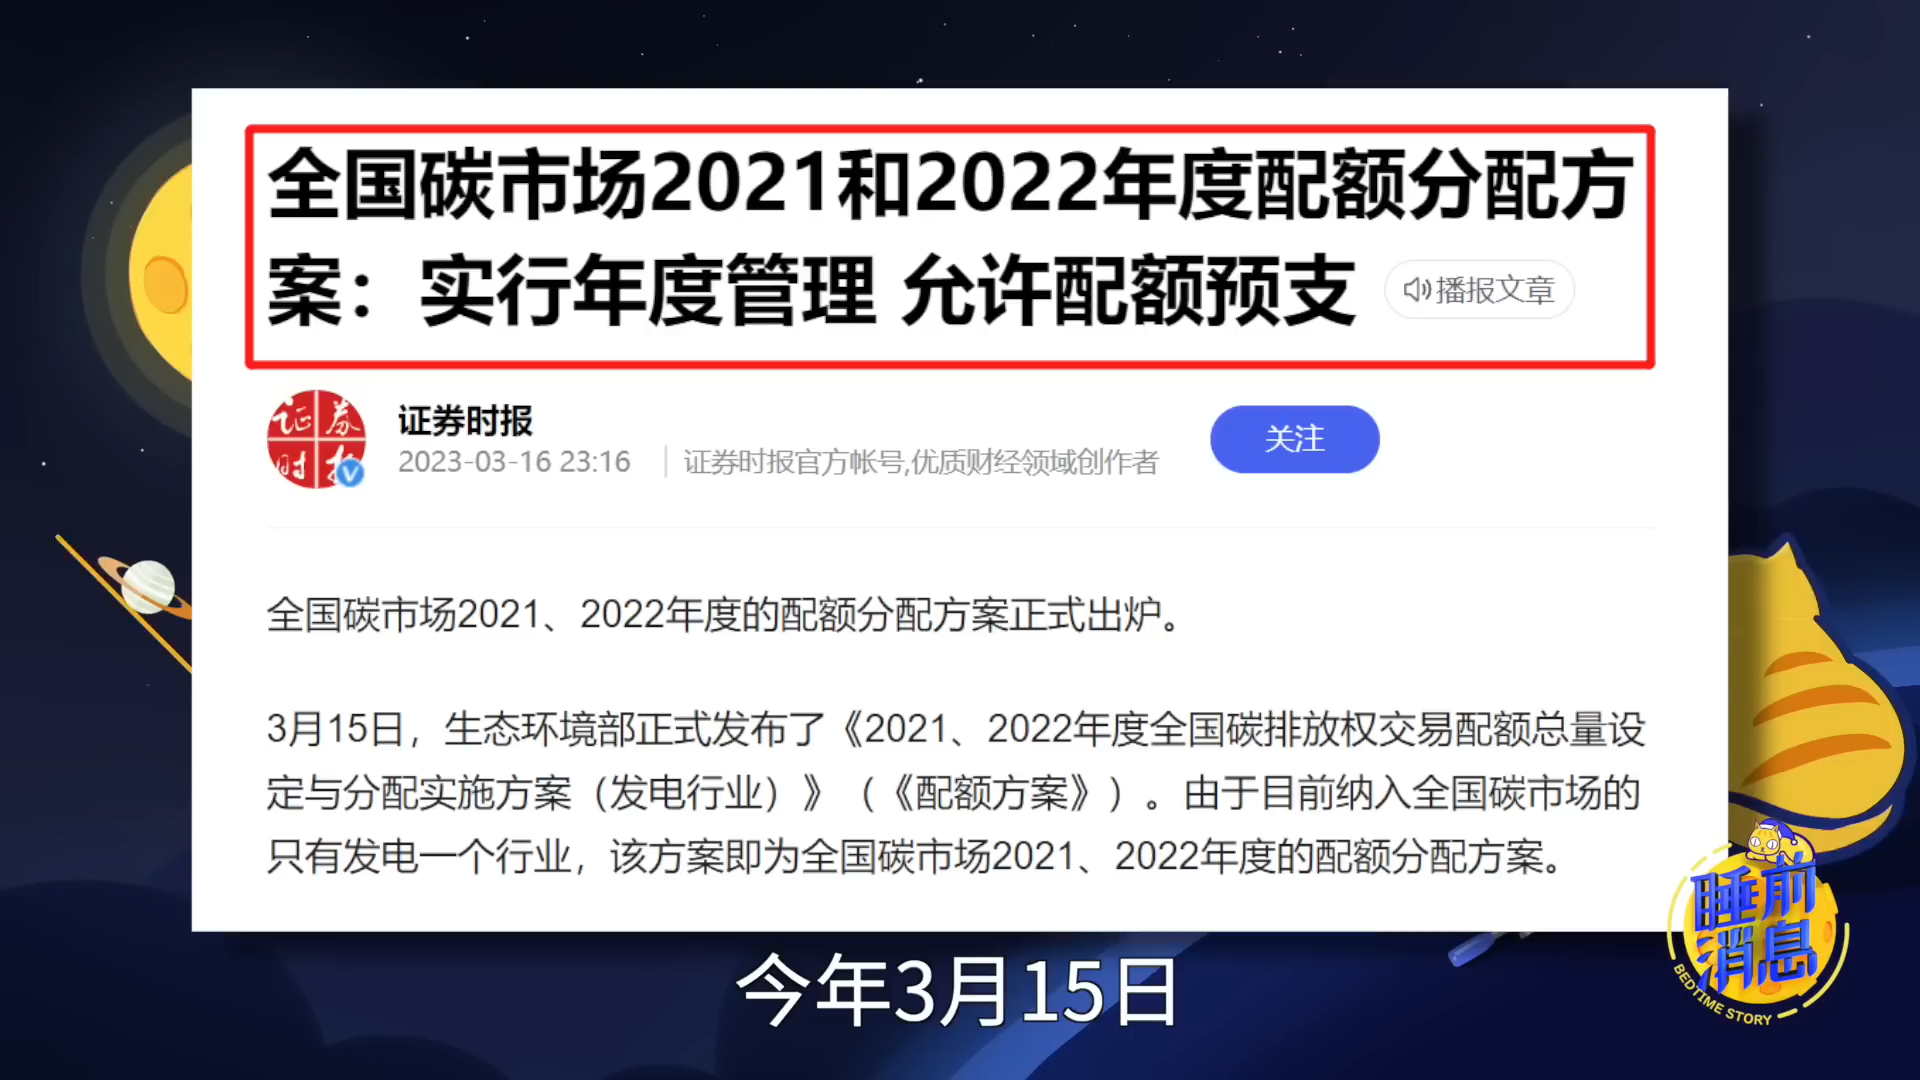 全国碳市场2021和2022年度配额分配方
案：实行年度管理 允许配额预支 播报文章
证券时报
证券时报
2023-03-16 23:16 证券时报官方帐号,优质财经领域创作者
关注
全国碳市场2021、2022年度的配额分配方案正式出炉。
3月15日，生态环境部正式发布了《2021、2022年度全国碳排放权交易配额总量设
定与分配实施方案（发电行业）》（《配额方案》）。由于目前纳入全国碳市场的
只有发电一个行业，该方案即为全国碳市场2021、2022年度的配额分配方案。
睡前
消息
BEDTIME STORY
今年3月15日